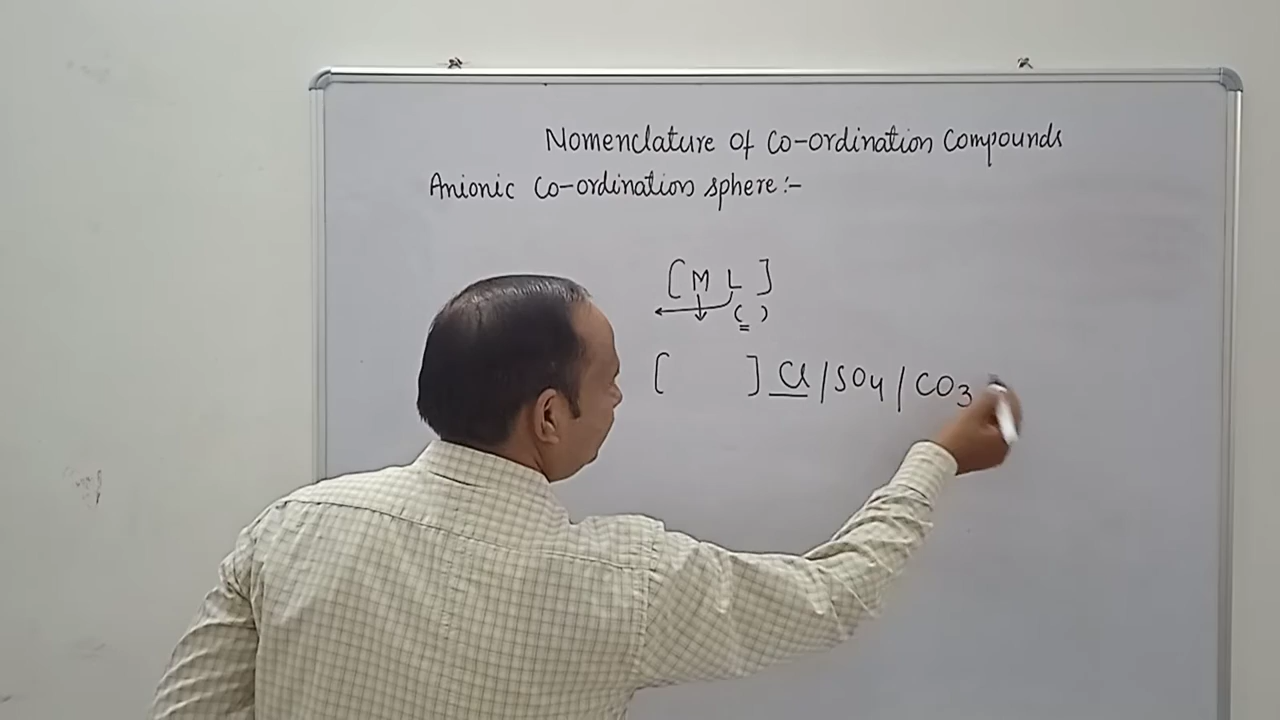 Nomenclature of Co-ordination Compounds
Anionic Co-ordination sphere:-
[ M L ]
( )
[ ] Cl / SO4 / CO3